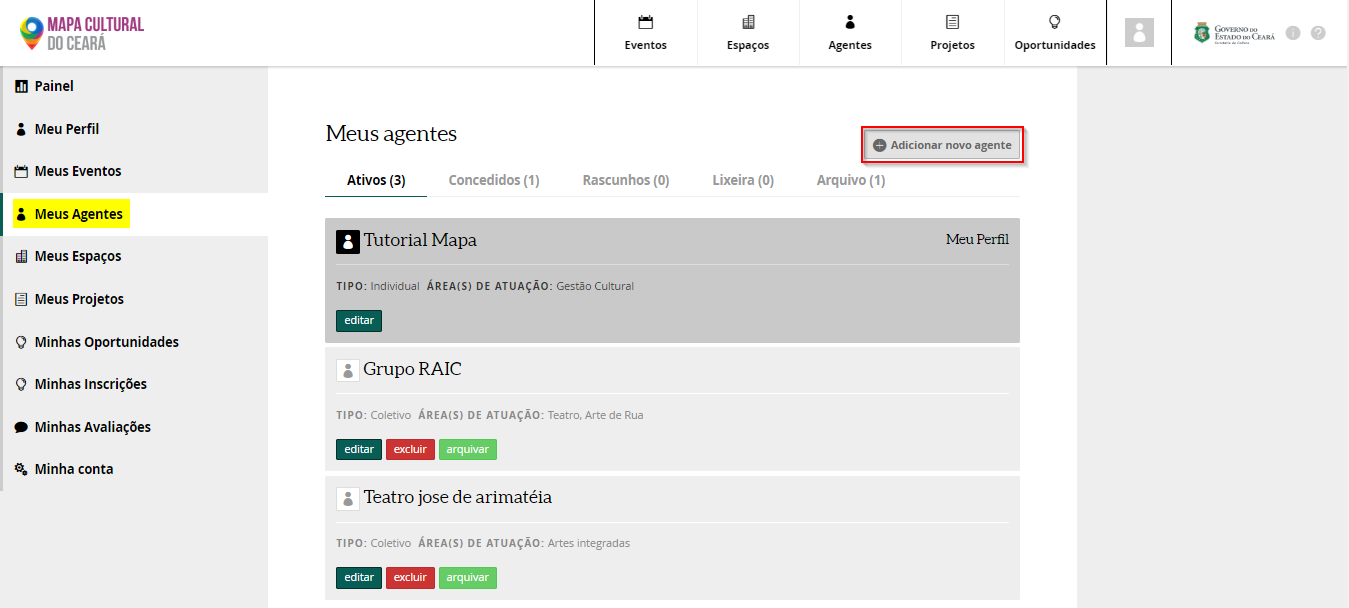 MAPA CULTURAL
DO CEARÁ
Eventos
Espaços
Agentes
Projetos
Oportunidades
GOVERNO DO
ESTADO DO CEARÁ
Painel
Meu Perfil
Meus Eventos
Meus Agentes
Meus Espaços
Meus Projetos
Minhas Oportunidades
Minhas Inscrições
Minhas Avaliações
Minha conta
Meus agentes
Adicionar novo agente
Ativos (3) Concedidos (1) Rascunhos (0) Lixeira (0) Arquivo (1)
Tutorial Mapa Meu Perfil
TIPO: Individual ÁREA(S) DE ATUAÇÃO: Gestão Cultural
editar
Grupo RAIC
TIPO: Coletivo ÁREA(S) DE ATUAÇÃO: Teatro, Arte de Rua
editar excluir arquivar
Teatro jose de arimatéia
TIPO: Coletivo ÁREA(S) DE ATUAÇÃO: Artes integradas
editar excluir arquivar